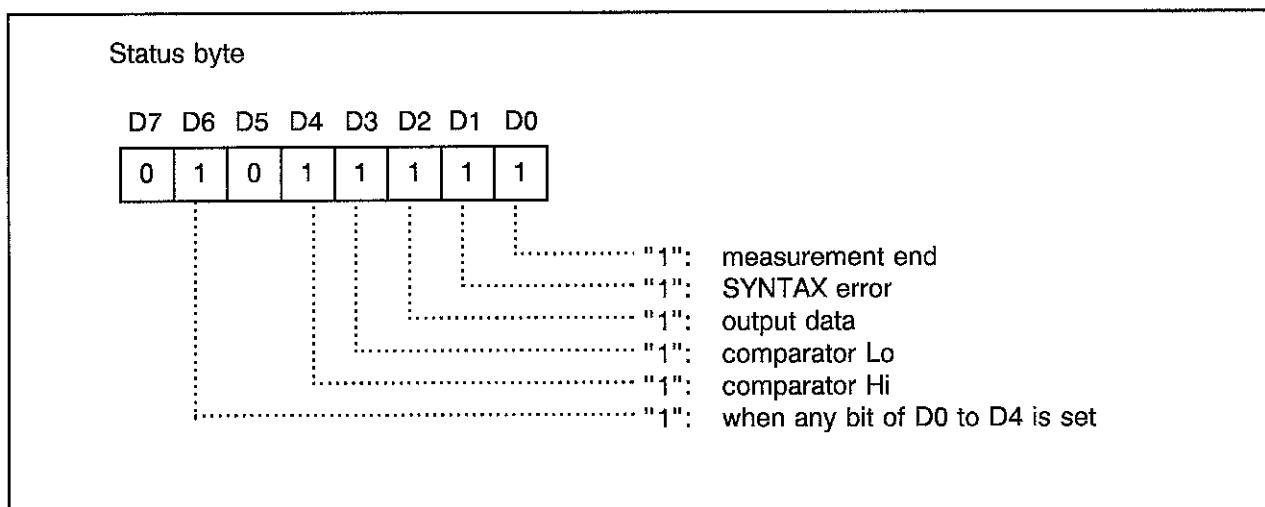 Status byte
D7 D6 D5 D4 D3 D2 D1 D0
0 1 0 1 1 1 1 1
"1": measurement end
"1": SYNTAX error
"1": output data
"1": comparator Lo
"1": comparator Hi
"1": when any bit of D0 to D4 is set